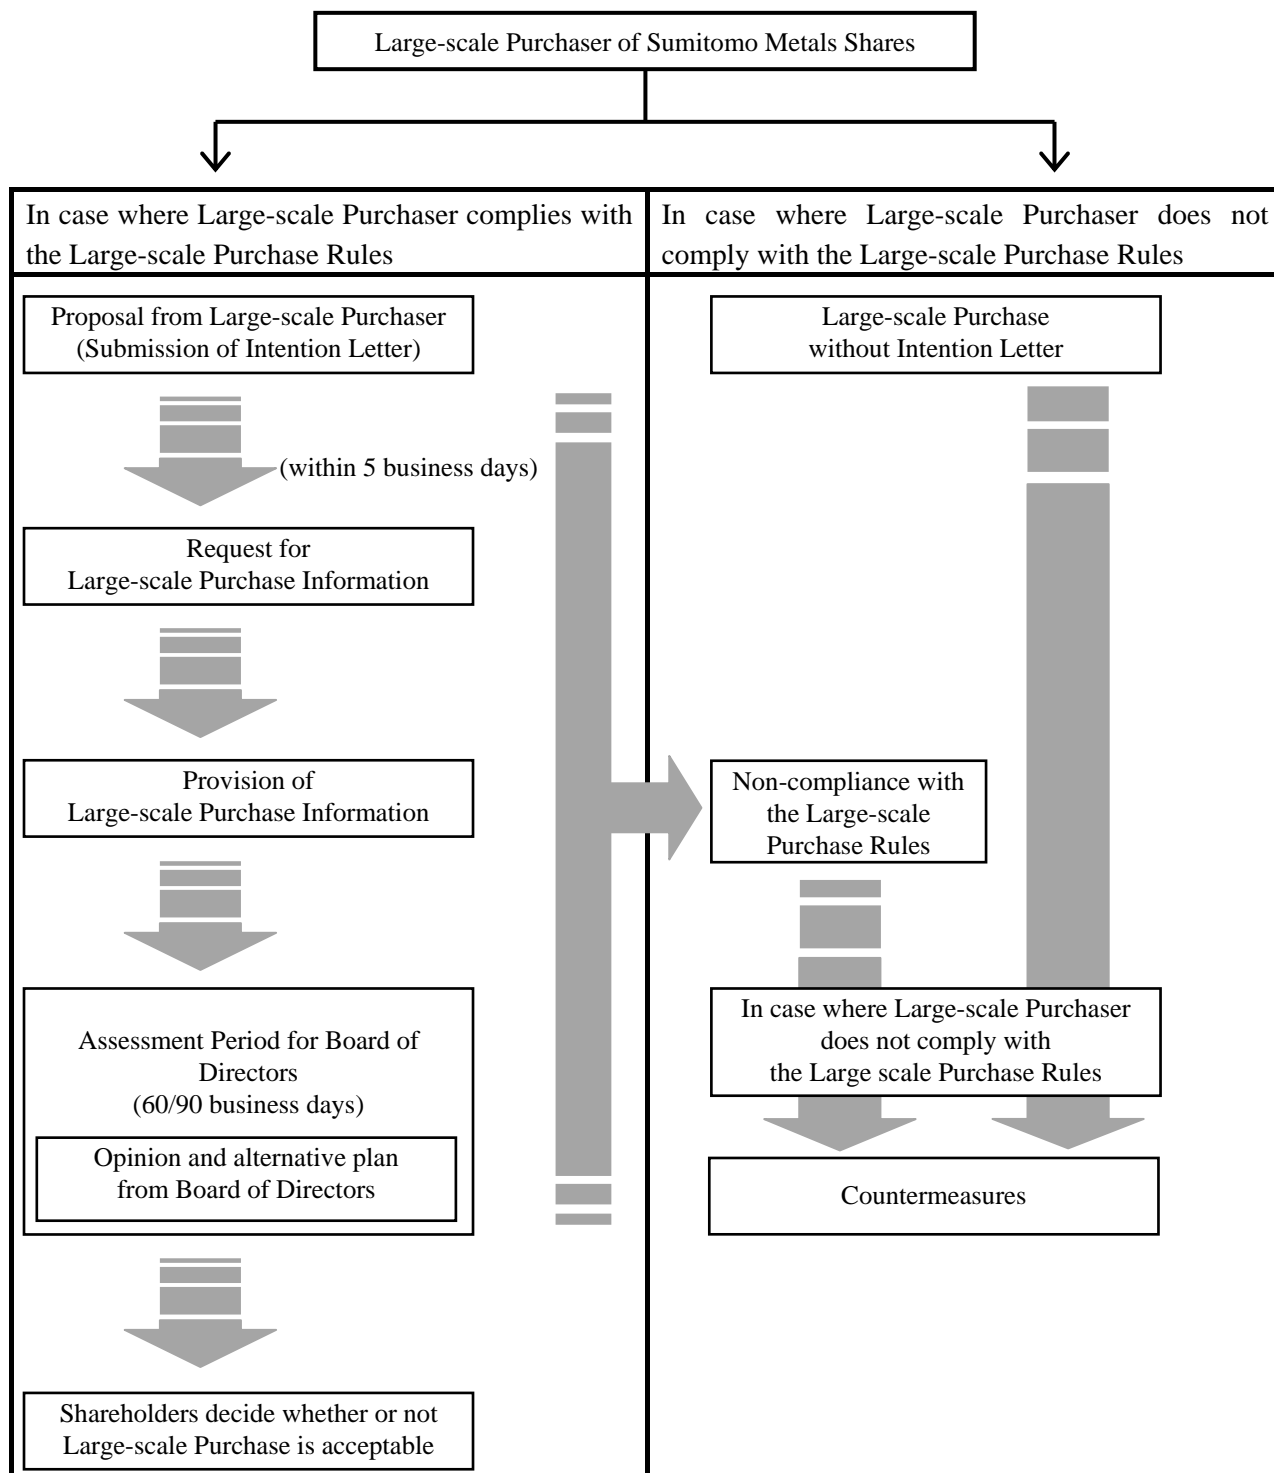 Large-scale Purchaser of Sumitomo Metals Shares
In case where Large-scale Purchaser complies with
the Large-scale Purchase Rules
In case where Large-scale Purchaser does not
comply with the Large-scale Purchase Rules
Proposal from Large-scale Purchaser
(Submission of Intention Letter)
(within 5 business days)
Request for
Large-scale Purchase Information
Provision of
Large-scale Purchase Information
Assessment Period for Board of
Directors
(60/90 business days)
Opinion and alternative plan
from Board of Directors
Shareholders decide whether or not
Large-scale Purchase is acceptable
Large-scale Purchase
without Intention Letter
Non-compliance with
the Large-scale
Purchase Rules
In case where Large-scale Purchaser
does not comply with
the Large scale Purchase Rules
Countermeasures